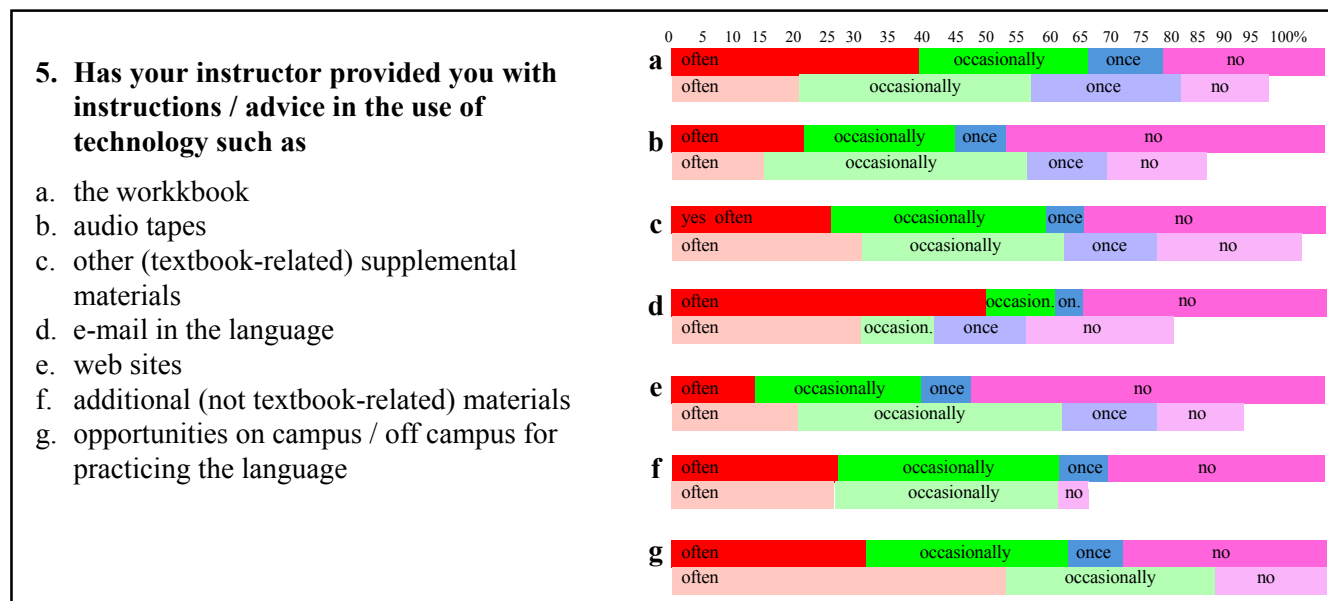 5. Has your instructor provided you with
instructions / advice in the use of
technology such as
a. the workkbook
b. audio tapes
c. other (textbook-related) supplemental
materials
d. e-mail in the language
e. web sites
f. additional (not textbook-related) materials
g. opportunities on campus / off campus for
practicing the language
0 5 10 15 20 25 30 35 40 45 50 55 60 65 75 80 85 90 95 100%
a often occasionally once no
often occasionally once no
b often occasionally once no
often occasionally once no
c yes often occasionally once no
often occasionally once no
d often occasion. on. no
often occasion. once no
e often occasionally once no
often occasionally once no
f often occasionally once no
often occasionally no
g often occasionally once no
often occasionally no